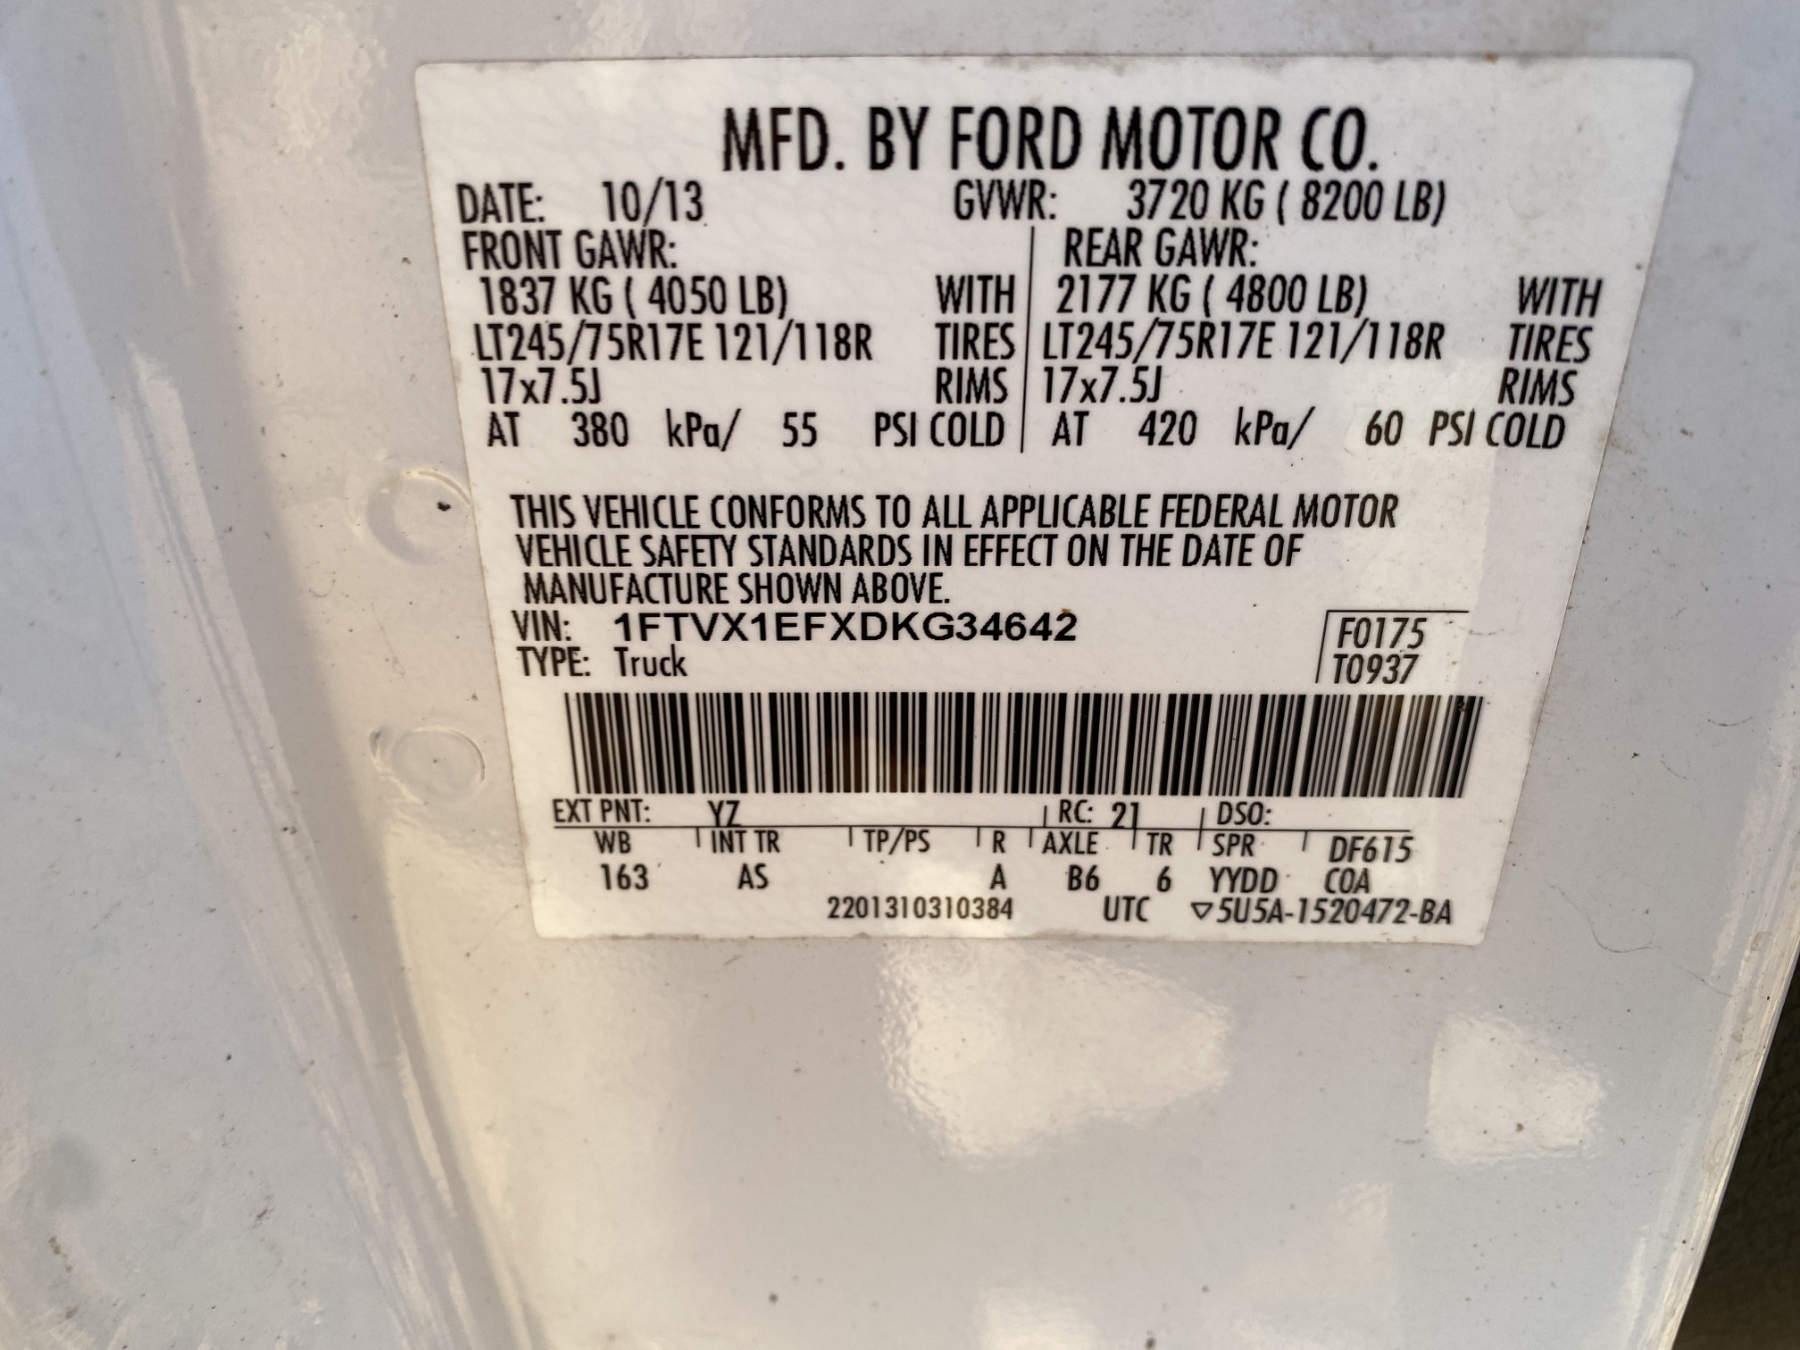 MFD. BY FORD MOTOR CO.
DATE: 10/13 GVWR: 3720 KG ( 8200 LB)
FRONT GAWR: REAR GAWR:
1837 KG ( 4050 LB) WITH 2177 KG ( 4800 LB) WITH
LT245/75R17E 121/118R TIRES LT245/75R17E 121/118R TIRES
17x7.5J RIMS 17x7.5J RIMS
AT 380 kPa/ 55 PSI COLD AT 420 kPa/ 60 PSI COLD
THIS VEHICLE CONFORMS TO ALL APPLICABLE FEDERAL MOTOR
VEHICLE SAFETY STANDARDS IN EFFECT ON THE DATE OF
MANUFACTURE SHOWN ABOVE.
VIN: 1FTVX1EFXDKG34642 F0175
TYPE: Truck T0937
EXT PNT: YZ RC: 21 DSO:
WB INT TR TP/PS R AXLE TR SPR DF615
163 AS A B6 6 YYDD COA
2201310310384 UTC ▽5U5A-1520472-BA